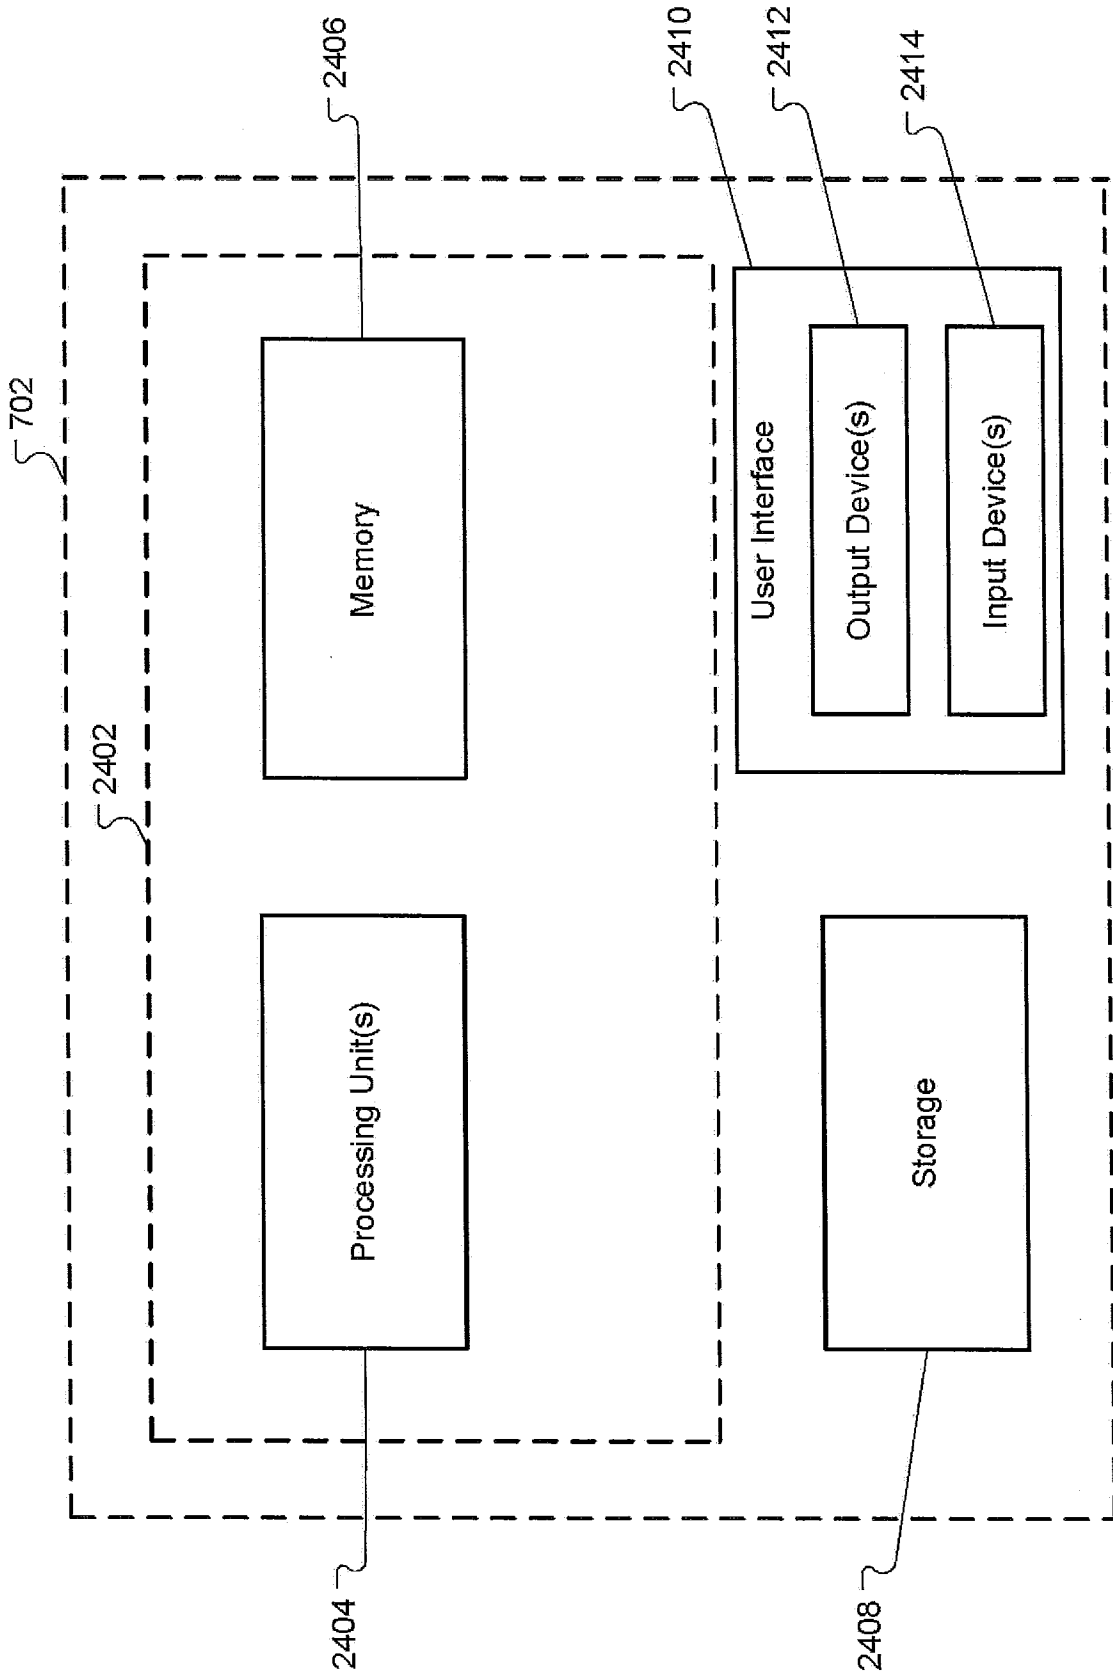 702
2402
2404
Processing Unit(s)
Memory
2406
2408
Storage
User Interface
2410
Output Device(s)
2412
Input Device(s)
2414